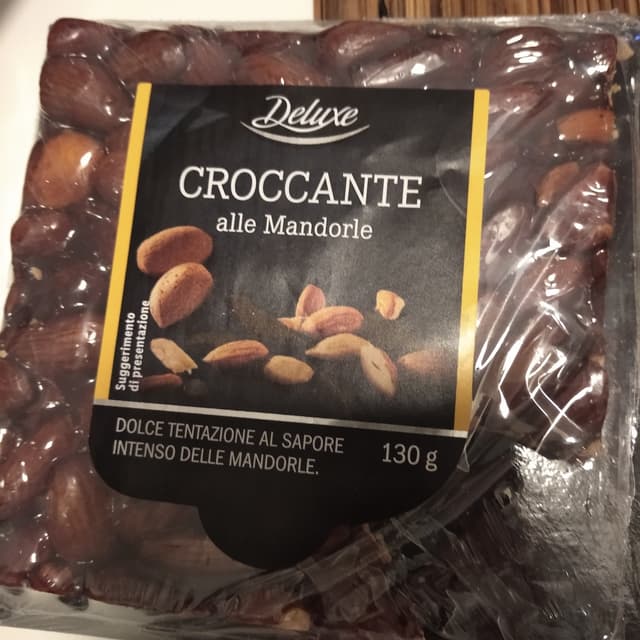 Deluxe
CROCCANTE
alle Mandorle
Suggerimento
di presentazione
DOLCE TENTAZIONE AL SAPORE
INTENSO DELLE MANDORLE.
130 g